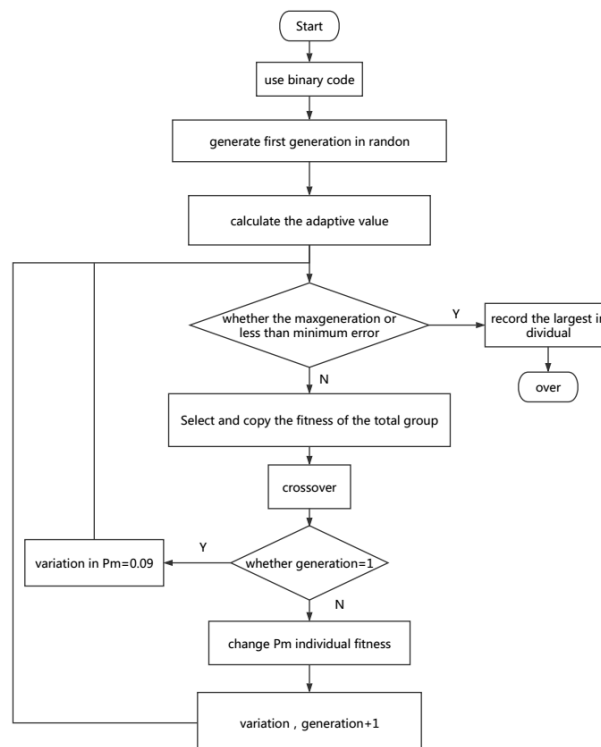 Start
use binary code
generate first generation in randon
calculate the adaptive value
whether the maxgeneration or
less than minimum error
Y
record the largest in
dividual
over
N
Select and copy the fitness of the total group
crossover
whether generation=1
Y
variation in Pm=0.09
N
change Pm individual fitness
variation , generation+1